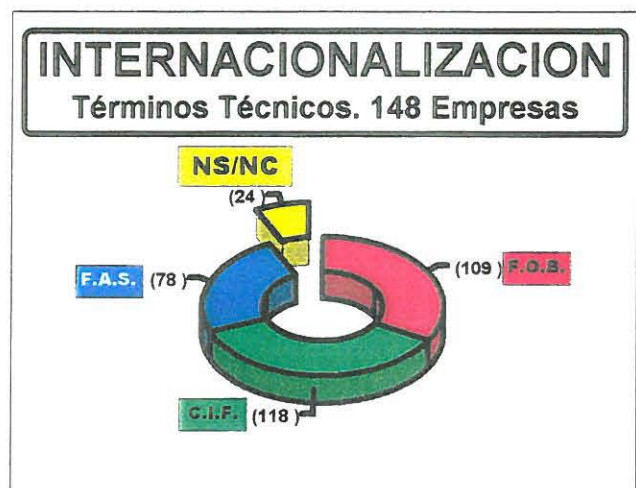 INTERNACIONALIZACION
Términos Técnicos. 148 Empresas
NS/NC
(24)
F.A.S. (78)
(109) F.O.B.
C.I.F. (118)